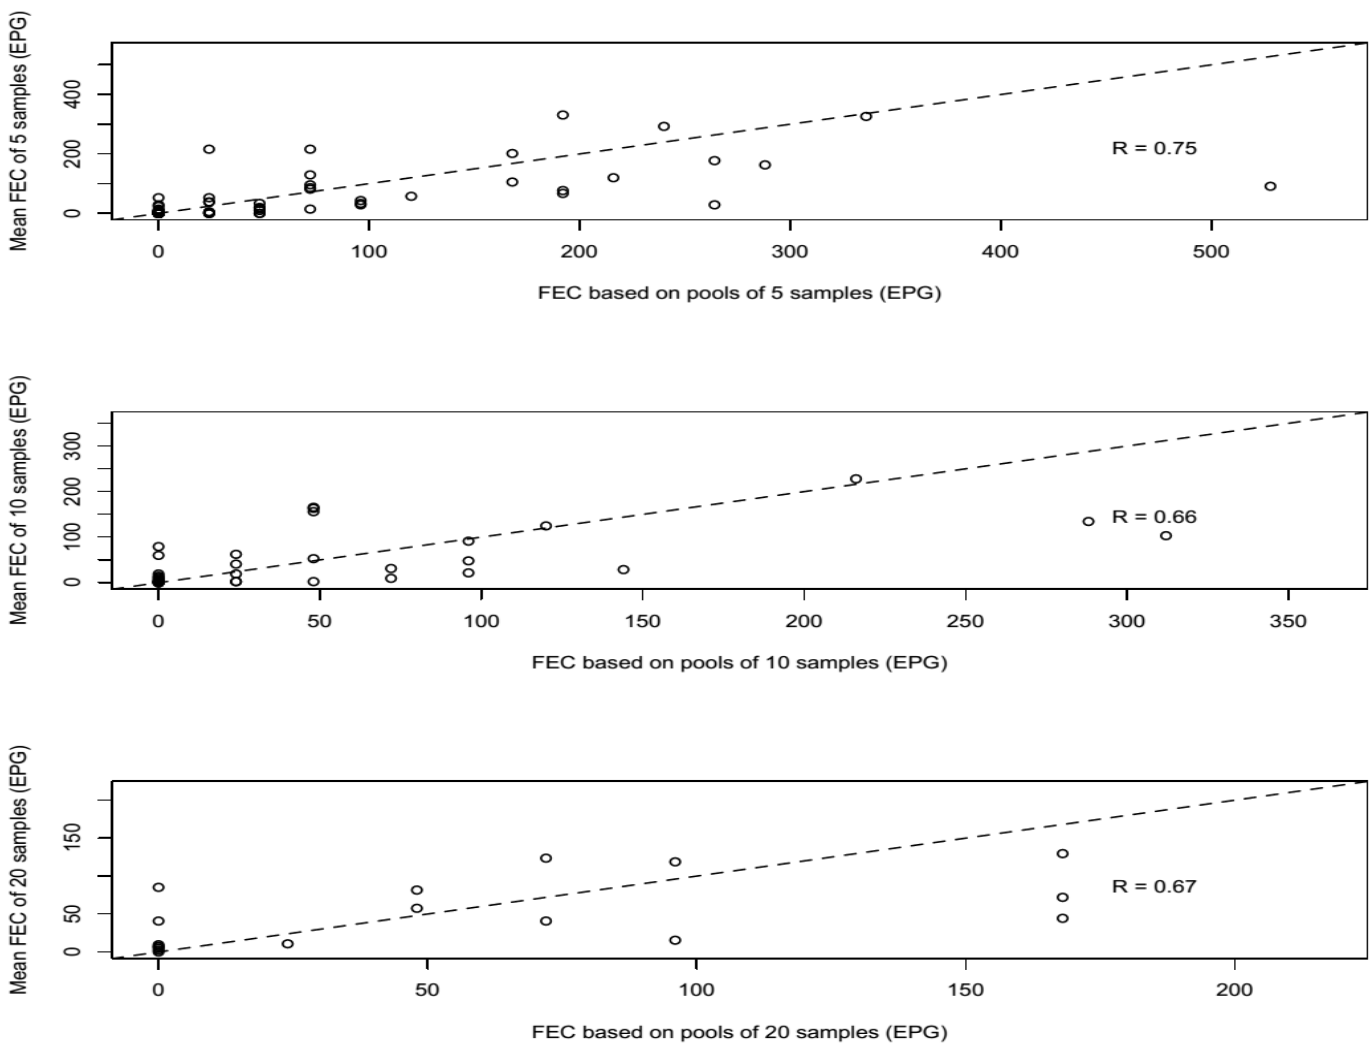 Mean FEC of 5 samples (EPG)
400
200
0
R = 0.75
0 100 200 300 400 500
FEC based on pools of 5 samples (EPG)
Mean FEC of 10 samples (EPG)
300
200
100
0
R = 0.66
0 50 100 150 200 250 300 350
FEC based on pools of 10 samples (EPG)
Mean FEC of 20 samples (EPG)
150
50
0
R = 0.67
0 50 100 150 200
FEC based on pools of 20 samples (EPG)